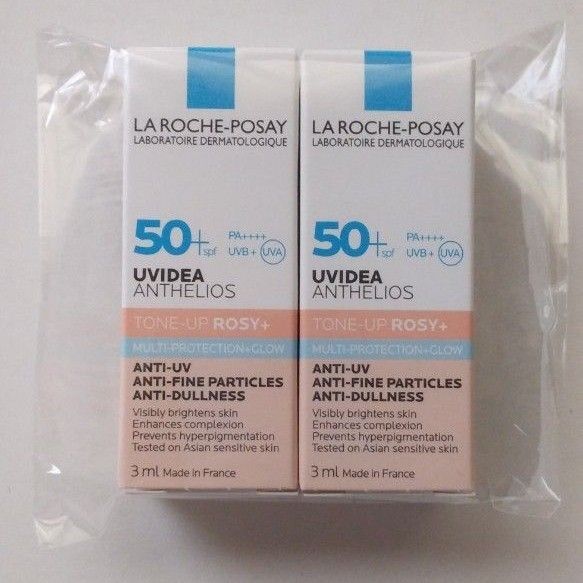 LA ROCHE-POSAY
LABORATOIRE DERMATOLOGIQUE
50+ spf
PA++++
UVB + UVA
UVIDEA
ANTHELIOS
TONE-UP ROSY+
MULTI-PROTECTION+GLOW
ANTI-UV
ANTI-FINE PARTICLES
ANTI-DULLNESS
Visibly brightens skin
Enhances complexion
Prevents hyperpigmentation
Tested on Asian sensitive skin
3 ml Made in France
LA ROCHE-POSAY
LABORATOIRE DERMATOLOGIQUE
50+ spf
PA++++
UVB + UVA
UVIDEA
ANTHELIOS
TONE-UP ROSY+
MULTI-PROTECTION+GLOW
ANTI-UV
ANTI-FINE PARTICLES
ANTI-DULLNESS
Visibly brightens skin
Enhances complexion
Prevents hyperpigmentation
Tested on Asian sensitive skin
3 ml Made in France